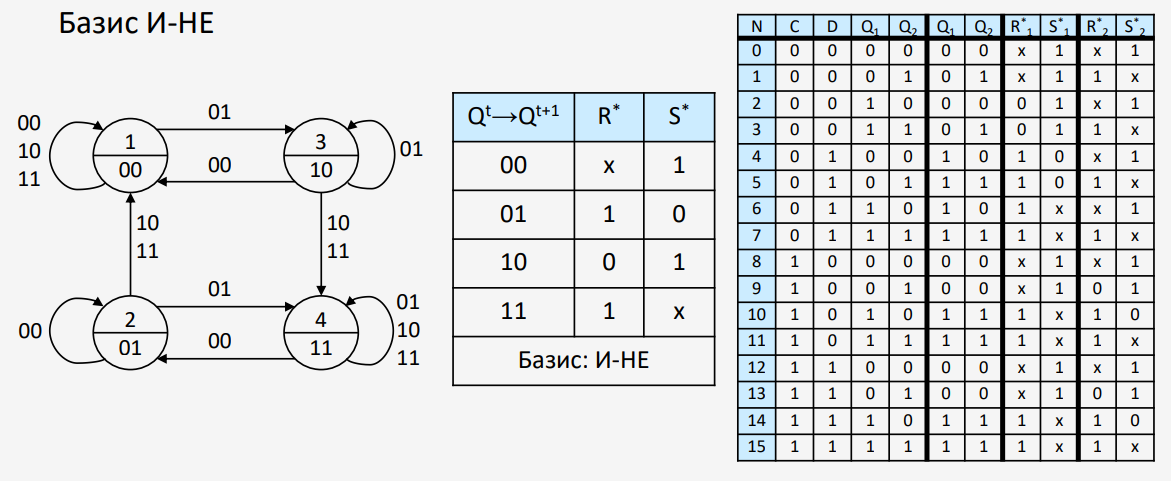 Базис И-НЕ
00
10
11
1
00
01
00
3
10
01
10
11
10
11
00
2
01
01
00
4
11
01
10
11
Qt→Qt+1 R* S*
00 x 1
01 1 0
10 0 1
11 1 x
Базис: И-НЕ
N C D Q1 Q2 Q1 Q2 R*1 S*1 R*2 S*2
0 0 0 0 0 0 0 x 1 x 1
1 0 0 0 1 0 1 x 1 1 x
2 0 0 1 0 0 0 0 1 x 1
3 0 0 1 1 0 1 0 1 1 x
4 0 1 0 0 1 0 1 0 x 1
5 0 1 0 1 1 1 1 0 1 x
6 0 1 1 0 1 0 1 x x 1
7 0 1 1 1 1 1 1 x 1 x
8 1 0 0 0 0 0 x 1 x 1
9 1 0 0 1 0 0 x 1 0 1
10 1 0 1 0 1 1 1 x 1 0
11 1 0 1 1 1 1 1 x 1 x
12 1 1 0 0 0 0 x 1 x 1
13 1 1 0 1 0 0 x 1 0 1
14 1 1 1 0 1 1 1 x 1 0
15 1 1 1 1 1 1 1 x 1 x